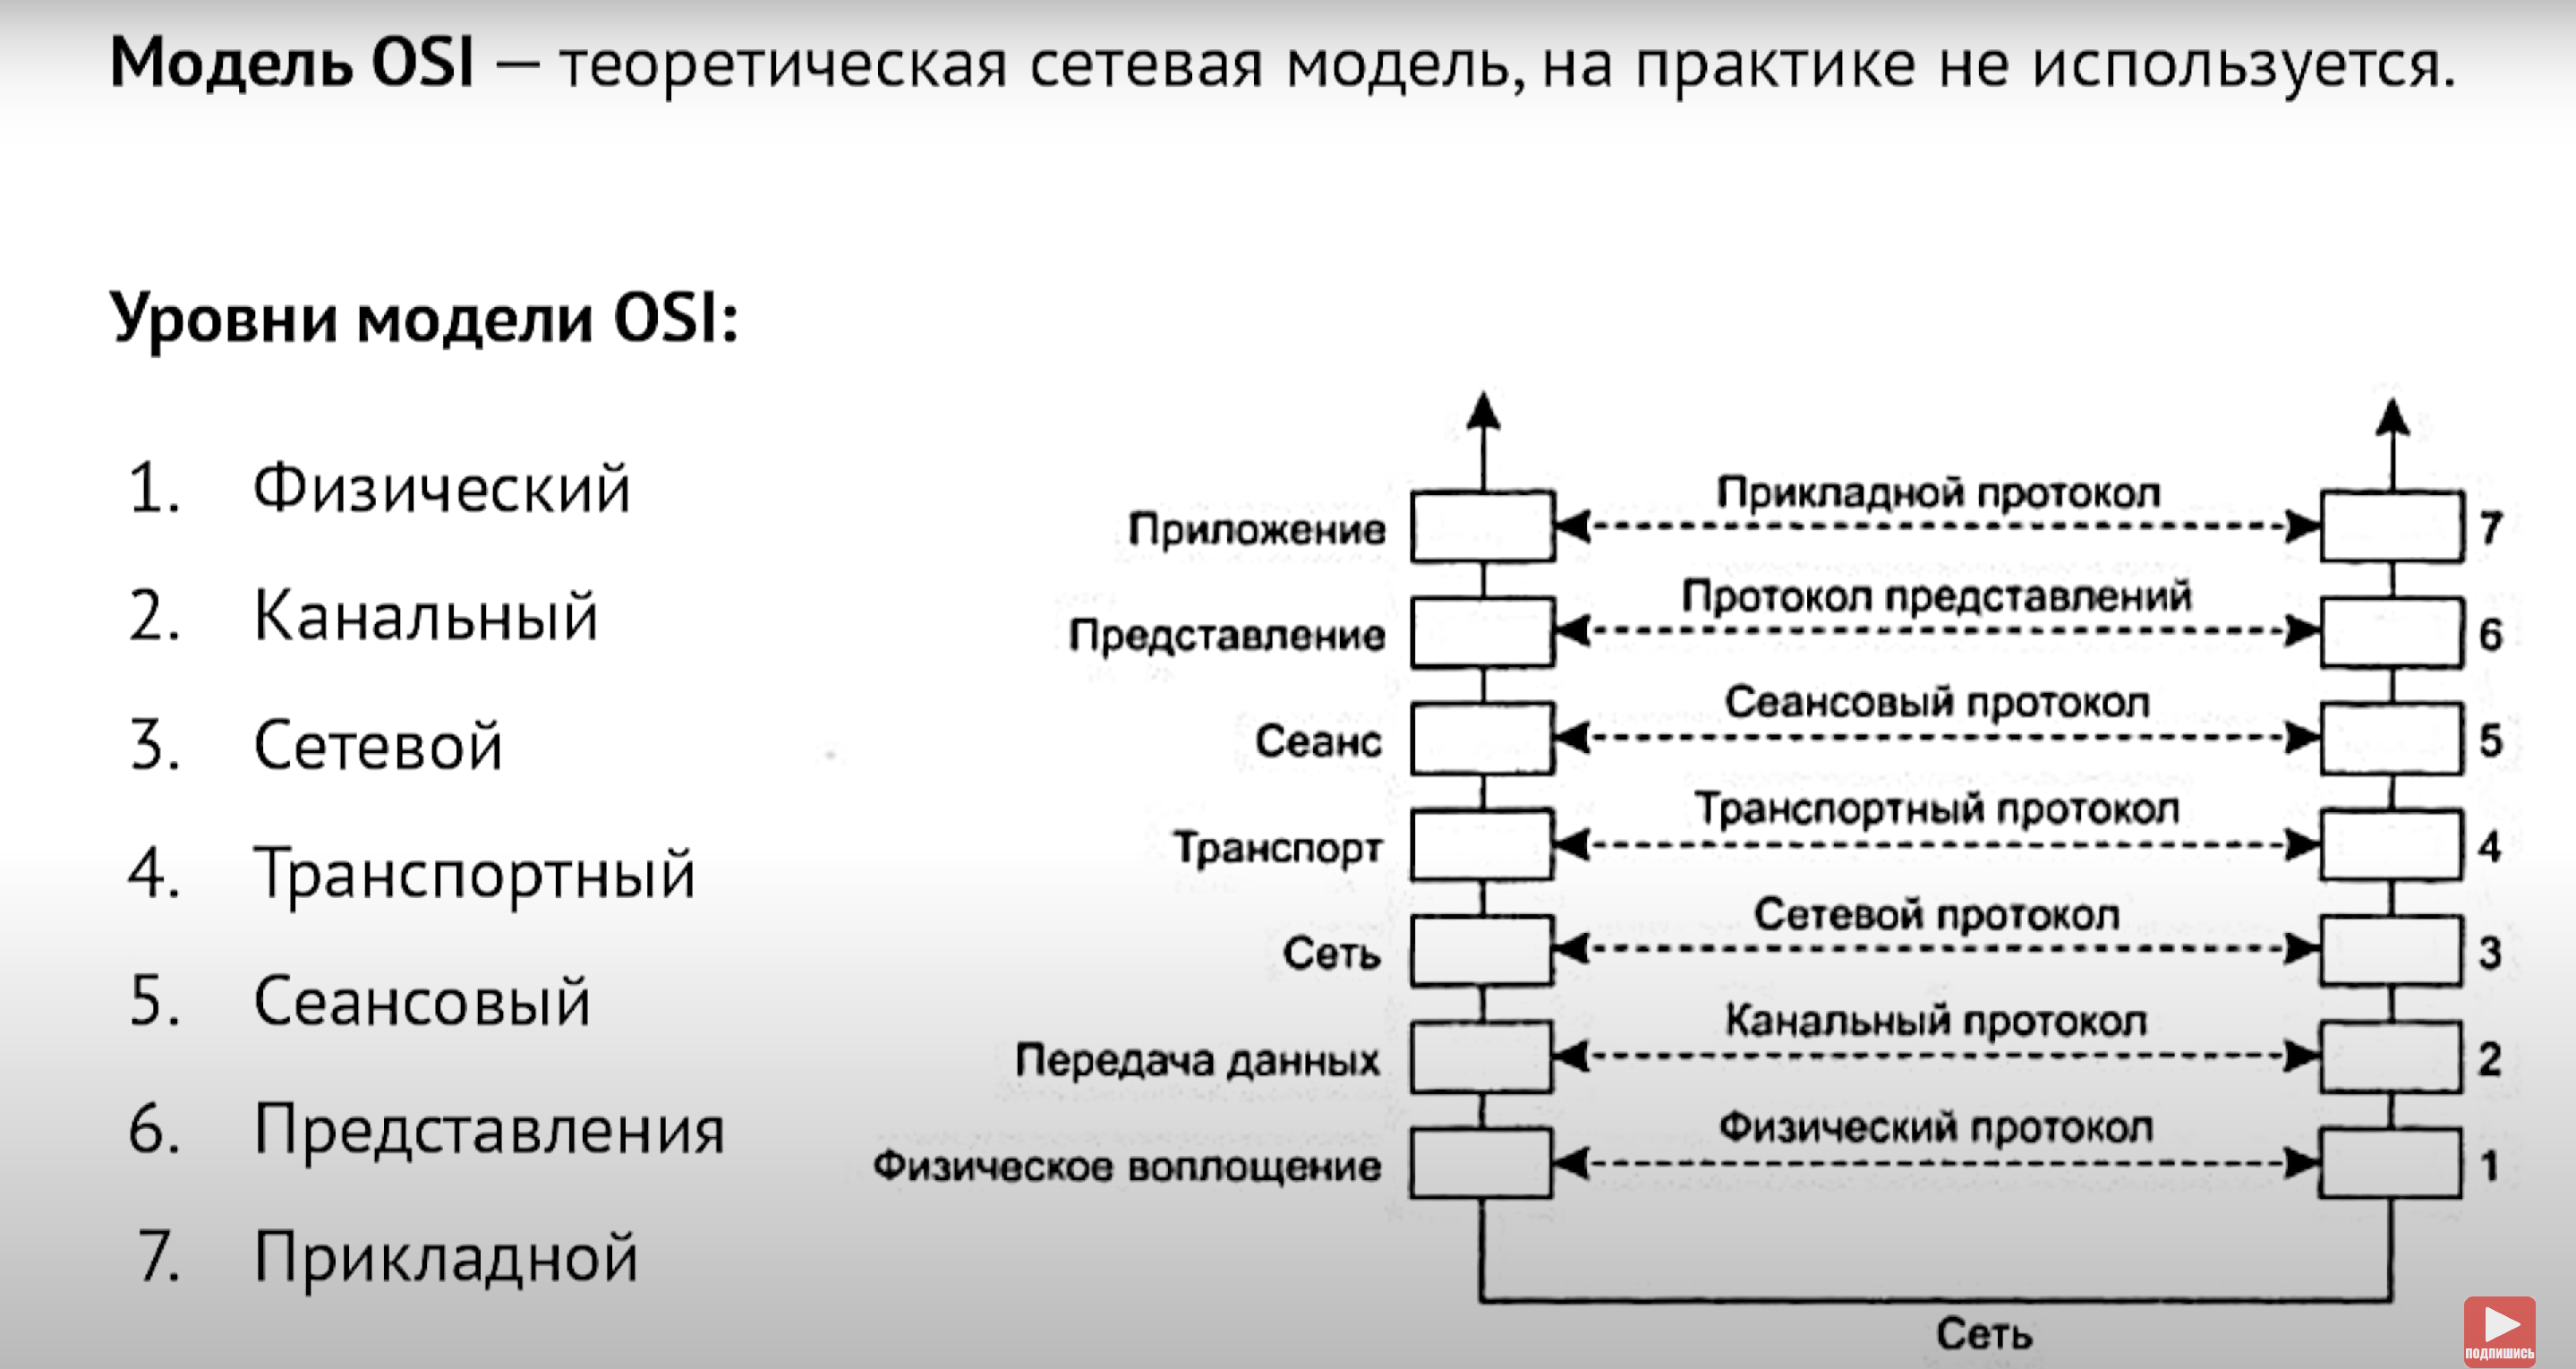 Модель OSI — теоретическая сетевая модель, на практике не используется.
Уровни модели OSI:
1. Физический
2. Канальный
3. Сетевой
4. Транспортный
5. Сеансовый
6. Представления
7. Прикладной
Приложение Прикладной протокол 7
Представление Протокол представлений 6
Сеанс Сеансовый протокол 5
Транспорт Транспортный протокол 4
Сеть Сетевой протокол 3
Передача данных Канальный протокол 2
Физическое воплощение Физический протокол 1
Сеть
подпишись